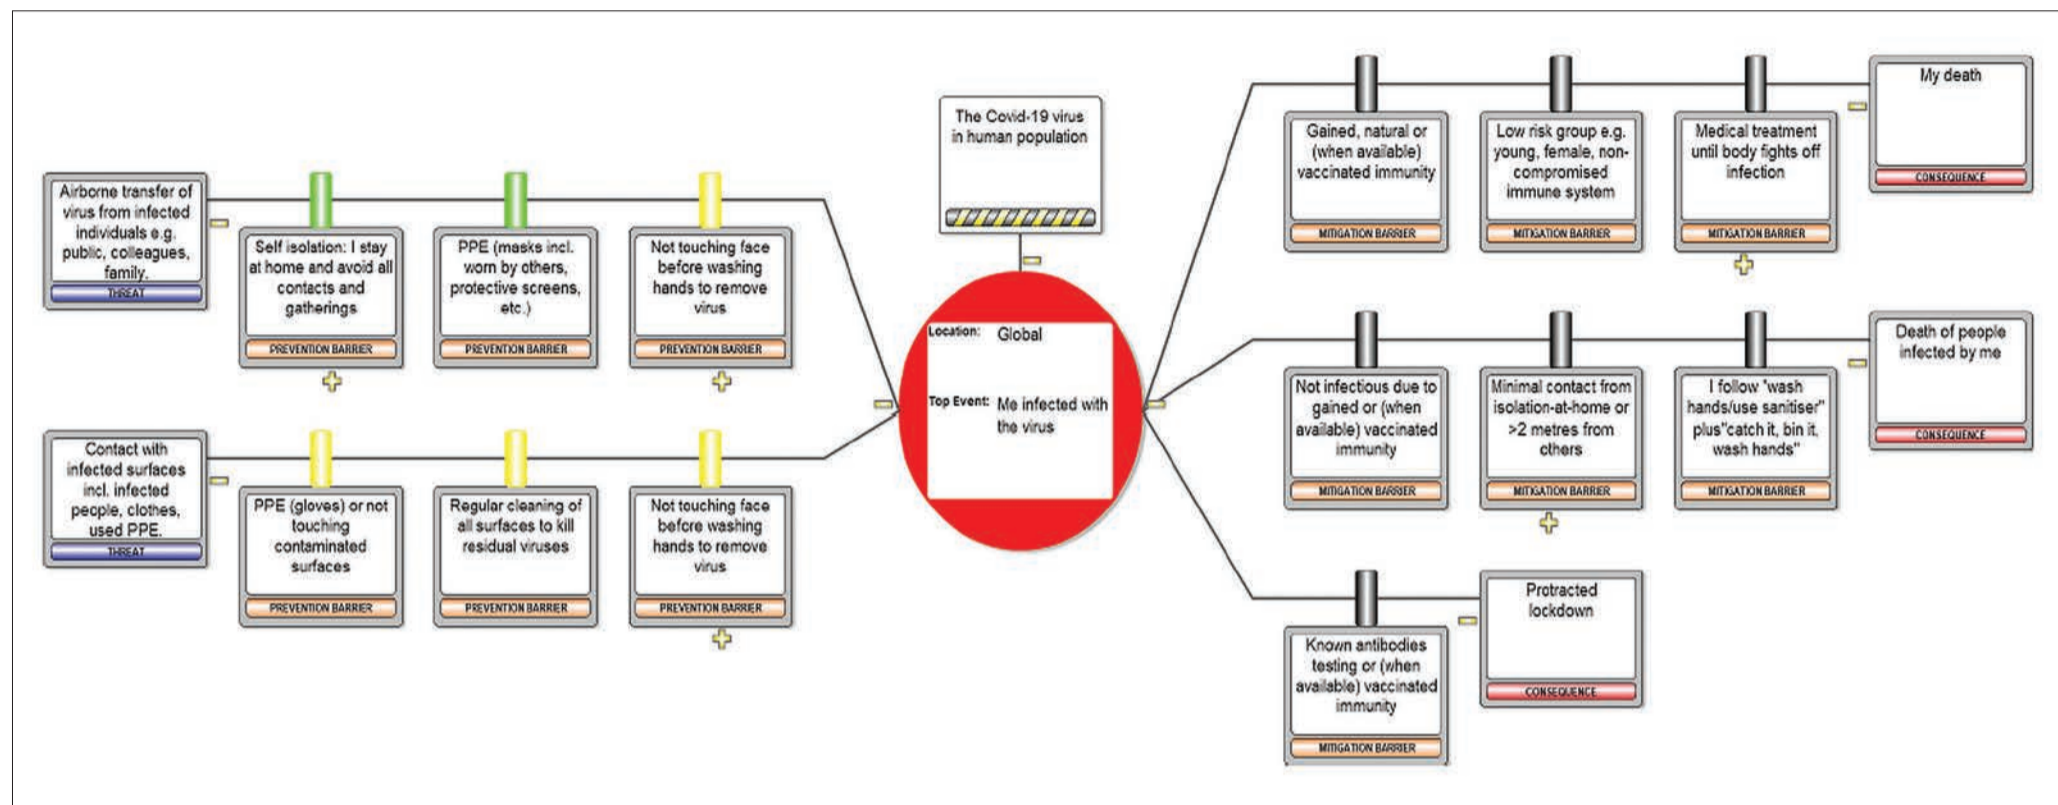 The Covid-19 virus
in human population
Location: Global
Top Event: Me infected with
the virus
Airborne transfer of
virus from infected
individuals e.g.
public, colleagues,
family.
THREAT
Self isolation: I stay
at home and avoid all
contacts and
gatherings
PREVENTION BARRIER
PPE (masks incl.
worn by others,
protective screens,
etc.)
PREVENTION BARRIER
Not touching face
before washing
hands to remove
virus
PREVENTION BARRIER
Contact with
infected surfaces
incl. infected
people, clothes,
used PPE.
THREAT
PPE (gloves) or not
touching
contaminated
surfaces
PREVENTION BARRIER
Regular cleaning of
all surfaces to kill
residual viruses
PREVENTION BARRIER
Not touching face
before washing
hands to remove
virus
PREVENTION BARRIER
Gained, natural or
(when available)
vaccinated immunity
MITIGATION BARRIER
Low risk group e.g.
young, female, non-
compromised
immune system
MITIGATION BARRIER
Medical treatment
until body fights off
infection
MITIGATION BARRIER
My death
CONSEQUENCE
Not infectious due to
gained or (when
available) vaccinated
immunity
MITIGATION BARRIER
Minimal contact from
isolation-at-home or
>2 metres from
others
MITIGATION BARRIER
I follow "wash
hands/use sanitiser"
plus"catch it, bin it,
wash hands"
MITIGATION BARRIER
Death of people
infected by me
CONSEQUENCE
Known antibodies
testing or (when
available) vaccinated
immunity
MITIGATION BARRIER
Protracted
lockdown
CONSEQUENCE